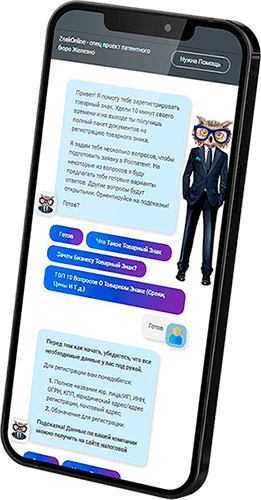 ZnakOnline - спец проект патентного
бюро Железно
Нужна Помощь
Привет! Я помогу тебе зарегистрировать
товарный знак. Удели 10 минут своего
времени и на выходе ты получишь
полный пакет документов на
регистрацию товарного знака.
Я задам тебе несколько вопросов, чтобы
подготовить заявку в Роспатент. На
некоторые из вопросов я буду
предлагать тебе готовые варианты
ответов. Другие вопросы будут
открытыми. Ориентируйся на подсказки!
Готов?
Готов
Что Такое Товарный Знак
Зачем Бизнесу Товарный Знак?
ТОП 10 Вопросов О Товарном Знаке (Сроки,
Цены И Т.д.)
Готов
Перед тем как начать, убедитесь, что все
необходимые данные у вас под рукой.
Для регистрации вам понадобятся:
1. Полное название юр. лица/ИП, ИНН,
ОГРН, КПП, юридический адрес/адрес
регистрации, почтовый адрес;
2. Обозначение для регистрации.
Подсказка! Данные по вашей компании
можно получить на сайте налоговой